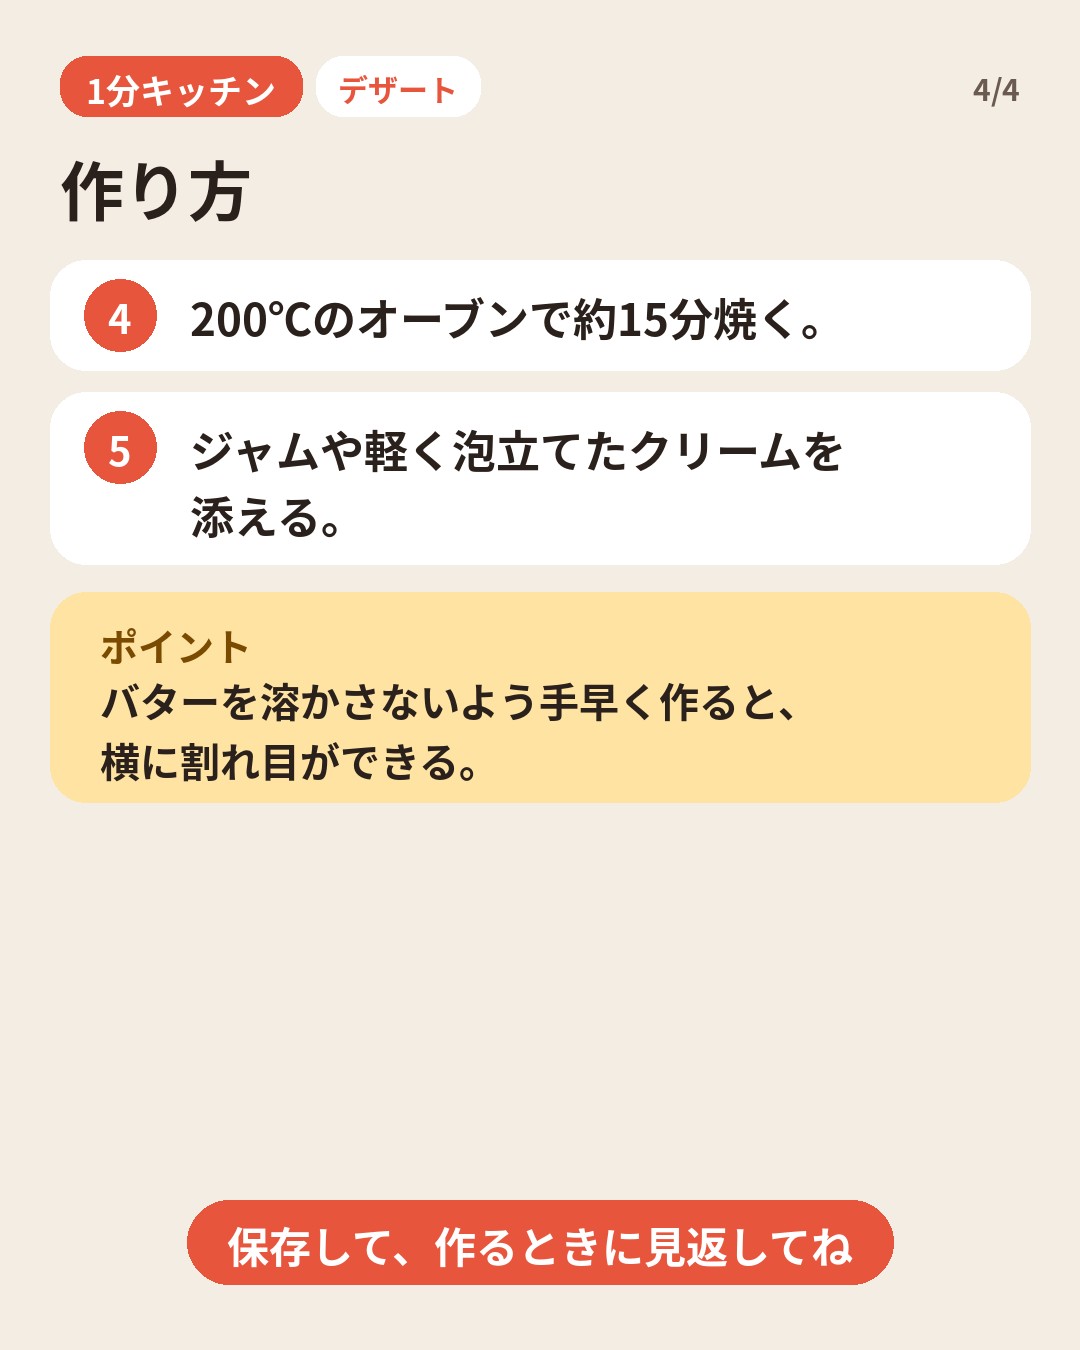 1分キッチン
デザート
4/4
作り方
4
200℃のオーブンで約15分焼く。
5
ジャムや軽く泡立てたクリームを
添える。
ポイント
バターを溶かさないよう手早く作ると、
横に割れ目ができる。
保存して、作るときに見返してね